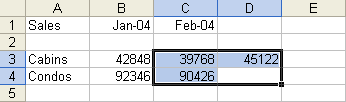 A B C D E
1 Sales Jan-04 Feb-04
2
3 Cabins 42848 39768 45122
4 Condos 92346 90426
5